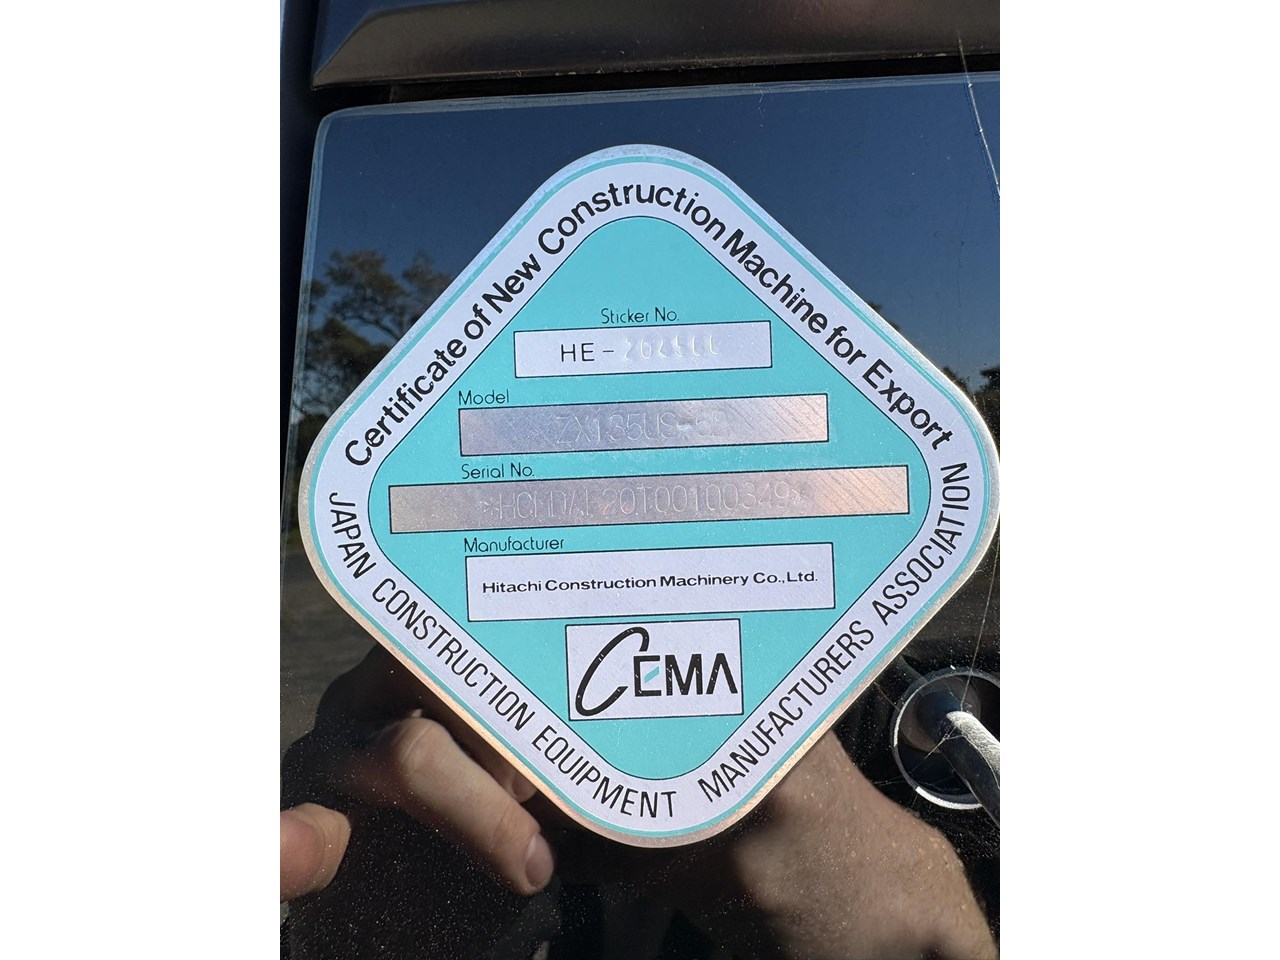 Certificate of New Construction Machine for Export
Sticker No.
HE-
Model
Serial No.
Manufacturer
Hitachi Construction Machinery Co.,Ltd.
CEMA
JAPAN CONSTRUCTION EQUIPMENT MANUFACTURERS ASSOCIATION